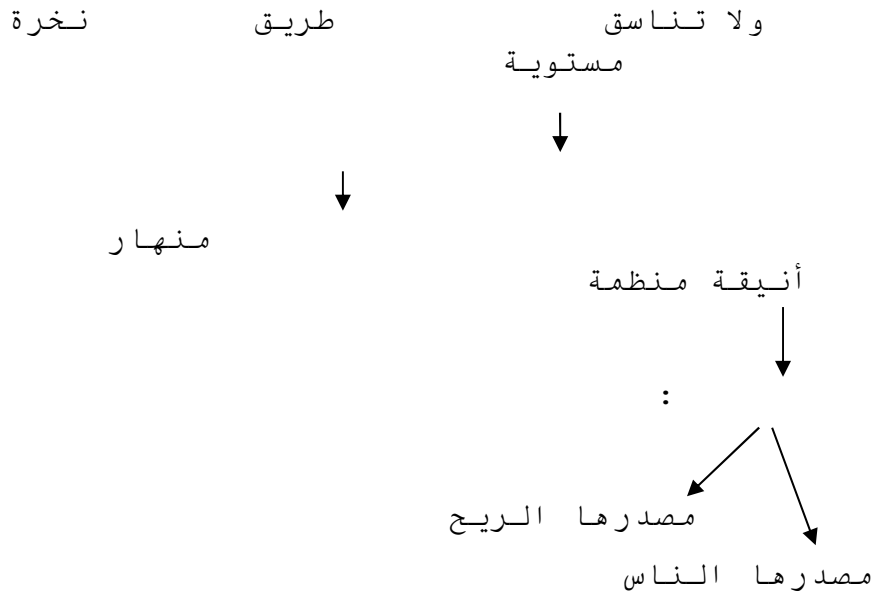 ولا تناسق طريق نخرة
مستوية
منهار
أنيقة منظمة
:
مصدرها الريح
مصدرها الناس